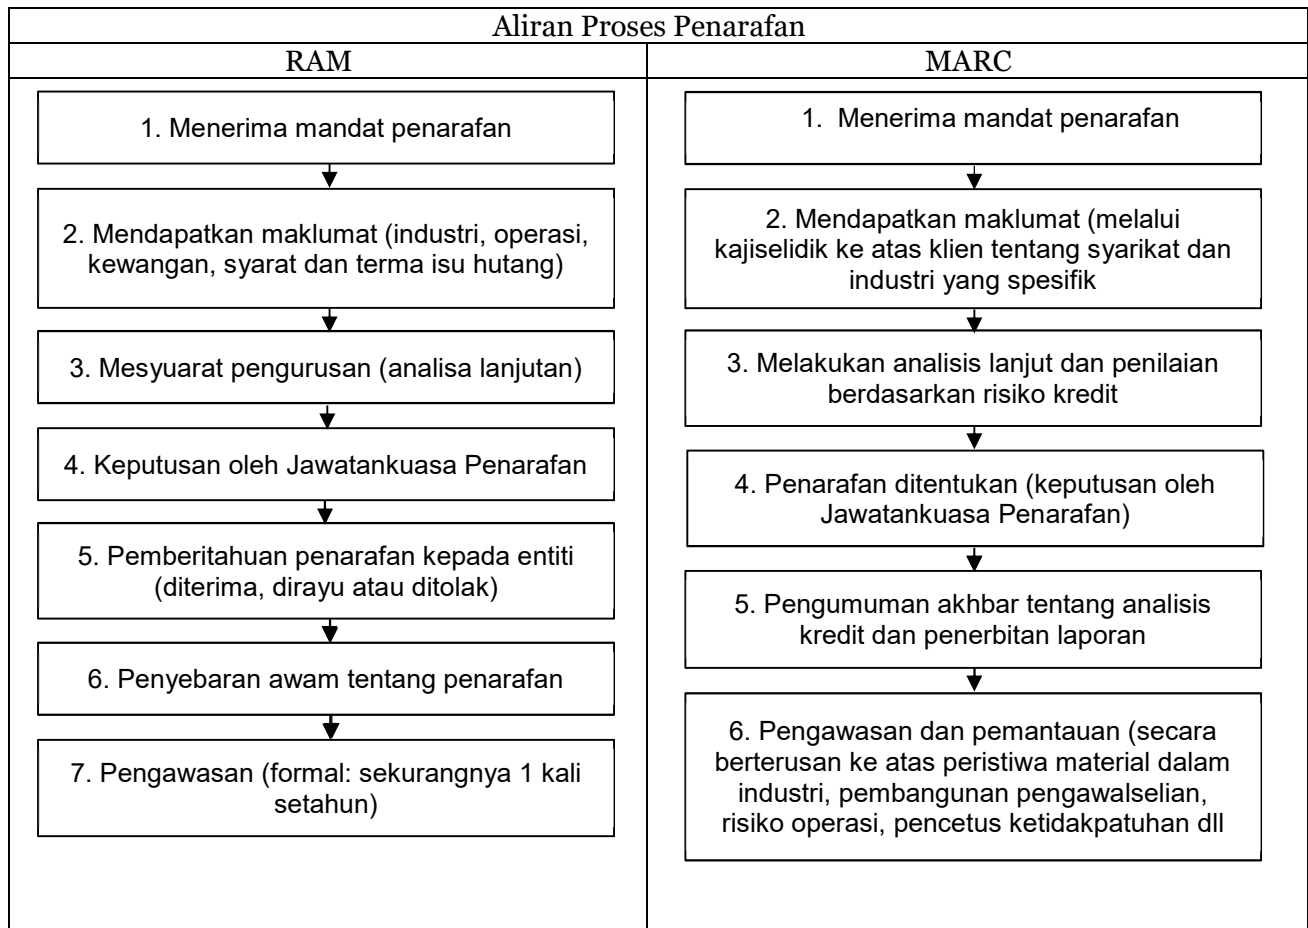 Aliran Proses Penarafan
RAM
MARC
1. Menerima mandat penarafan
2. Mendapatkan maklumat (industri, operasi,
kewangan, syarat dan terma isu hutang)
3. Mesyuarat pengurusan (analisa lanjutan)
4. Keputusan oleh Jawatankuasa Penarafan
5. Pemberitahuan penarafan kepada entiti
(diterima, dirayu atau ditolak)
6. Penyebaran awam tentang penarafan
7. Pengawasan (formal: sekurangnya 1 kali
setahun)
1. Menerima mandat penarafan
2. Mendapatkan maklumat (melalui
kajiselidik ke atas klien tentang syarikat dan
industri yang spesifik
3. Melakukan analisis lanjut dan penilaian
berdasarkan risiko kredit
4. Penarafan ditentukan (keputusan oleh
Jawatankuasa Penarafan)
5. Pengumuman akhbar tentang analisis
kredit dan penerbitan laporan
6. Pengawasan dan pemantauan (secara
berterusan ke atas peristiwa material dalam
industri, pembangunan pengawalselian,
risiko operasi, pencetus ketidakpatuhan dll